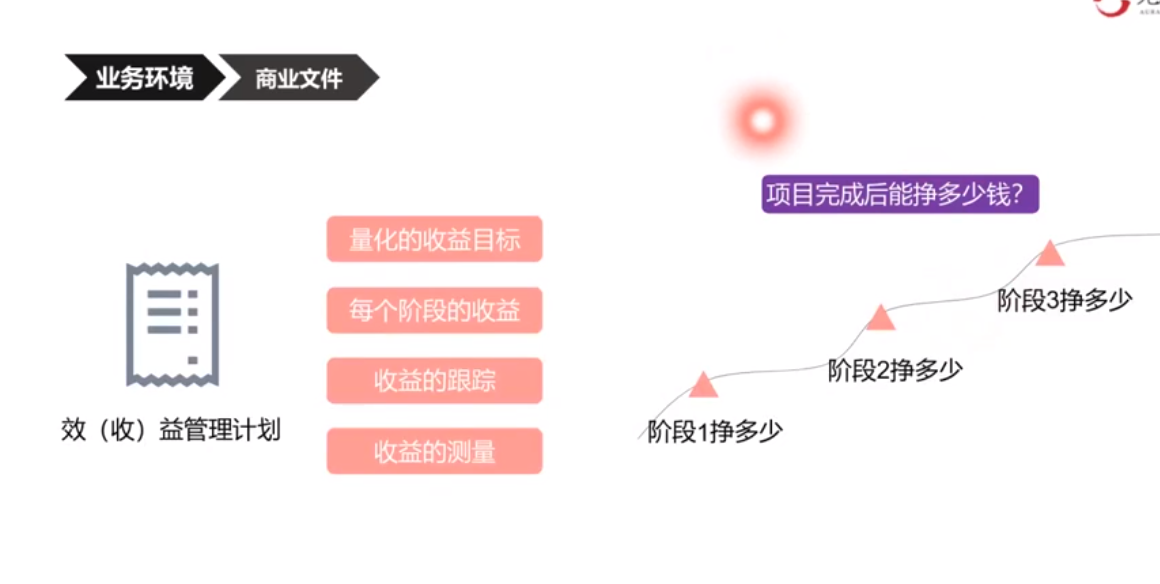 业务环境
商业文件
项目完成后能挣多少钱？
量化的收益目标
每个阶段的收益
收益的跟踪
收益的测量
效（收）益管理计划
阶段3挣多少
阶段2挣多少
阶段1挣多少